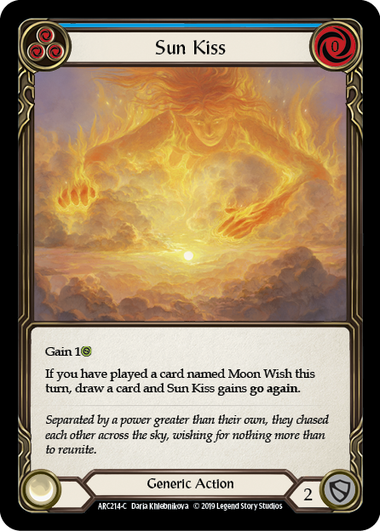 Sun Kiss
0
Gain 1
If you have played a card named Moon Wish this
turn, draw a card and Sun Kiss gains go again.
Separated by a power greater than their own, they chased
each other across the sky, wishing for nothing more than
to reunite.
Generic Action
2
ARC214-C Daria Khlebnikova © 2019 Legend Story Studios